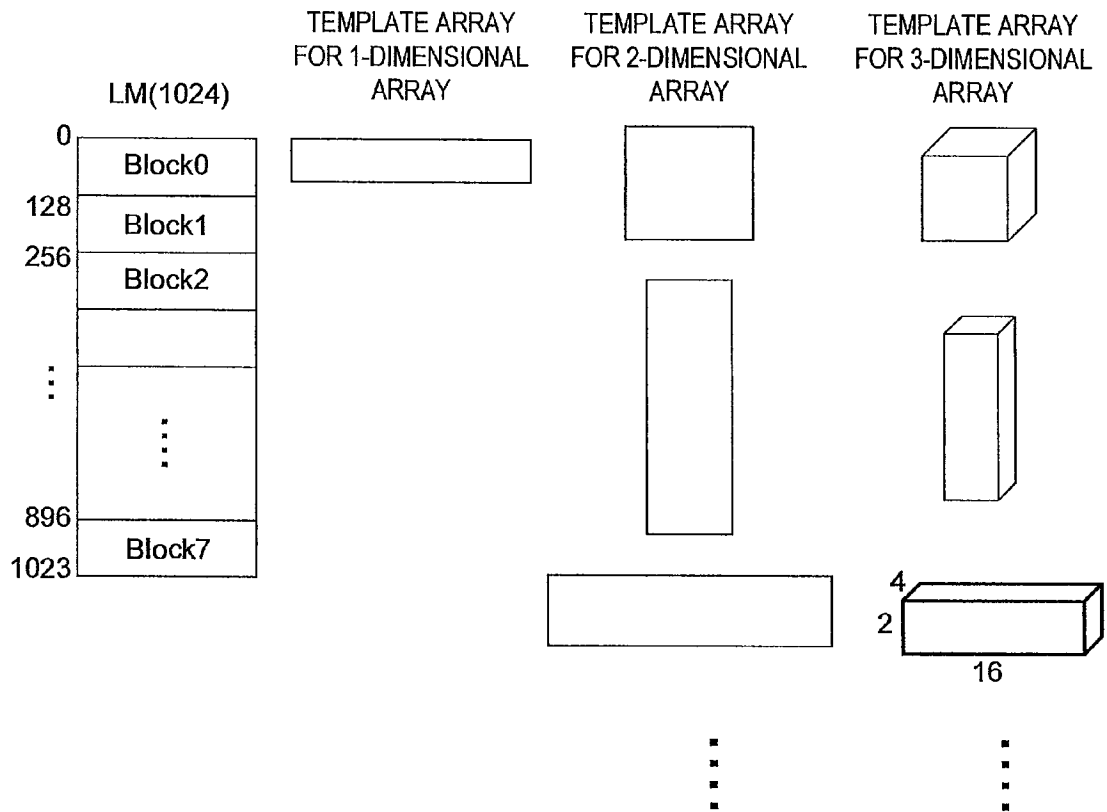 TEMPLATE ARRAY
FOR 1-DIMENSIONAL
ARRAY
TEMPLATE ARRAY
FOR 2-DIMENSIONAL
ARRAY
TEMPLATE ARRAY
FOR 3-DIMENSIONAL
ARRAY
LM(1024)
0
Block0
128
Block1
256
Block2
896
Block7
1023
4
2
16